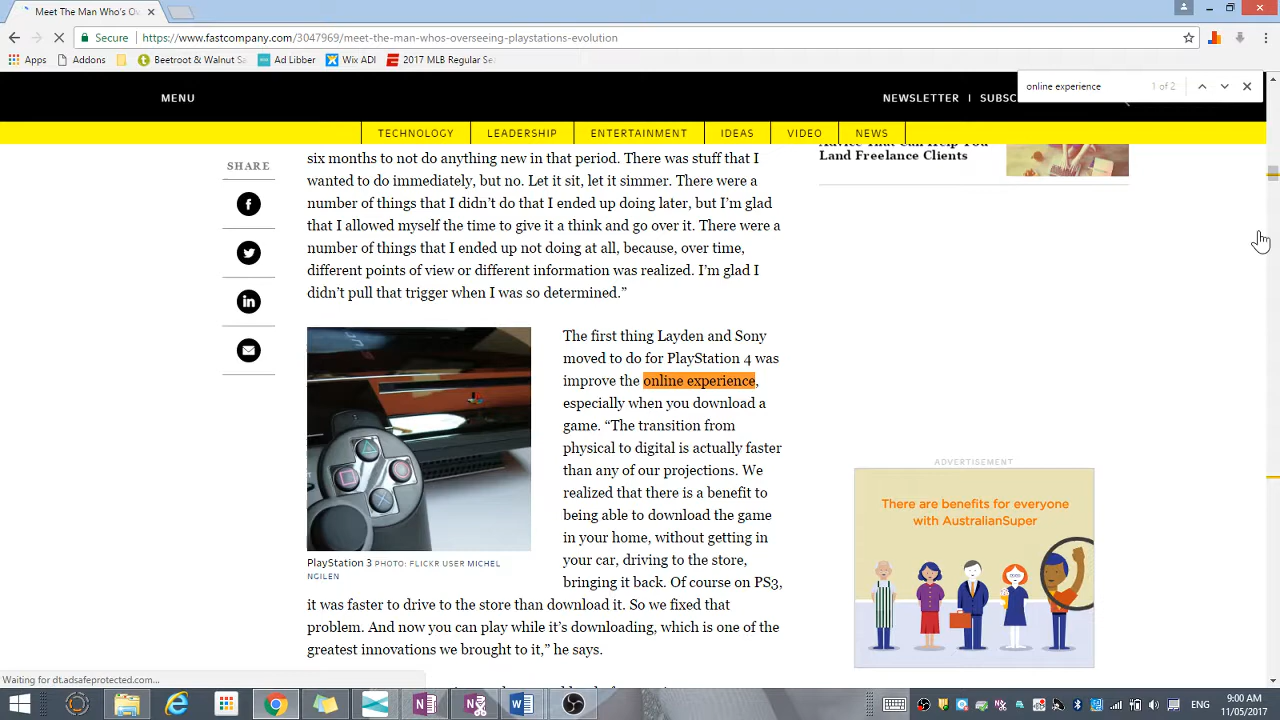 Meet The Man Who's Ov
Secure https://www.fastcompany.com/3047969/meet-the-man-whos-overseeing-playstations-evolution
Apps Addons Beetroot & Walnut Sa Ad Libber Wix ADI 2017 MLB Regular Sea
online experience 1 of 2
MENU NEWSLETTER SUBSC
TECHNOLOGY LEADERSHIP ENTERTAINMENT IDEAS VIDEO NEWS
SHARE
six months to not do anything new in that period. There was stuff that I
wanted to do immediately, but no. Let it sit, let it simmer. There were a
number of things that I didn't do that I ended up doing later, but I'm glad
that I allowed myself the time to give it a think and go over it. There were a
number of things that I ended up not doing at all, because, over time,
different points of view or different information was realized. I'm glad I
didn't pull that trigger when I was so determined."
Advice That Can Help You
Land Freelance Clients
The first thing Layden and Sony
moved to do for PlayStation 4 was
improve the online experience,
especially when you download a
game. "The transition from
physical to digital is actually faster
than any of our projections. We
realized that there is a benefit to
being able to download the game
in your home, without getting in
your car, driving to the store,
bringing it back. Of course on PS3,
it was faster to drive to the store than download it. So we fixed that
problem. And now you can play while it's downloading, which is one of the
greatest innovations we brought to it," he says.
PlayStation 3 PHOTO: FLICKR USER MICHEL
NGILEN
ADVERTISEMENT
There are benefits for everyone
with AustralianSuper
Waiting for dt.adsafeprotected.com...
ENG
9:00 AM
11/05/2017